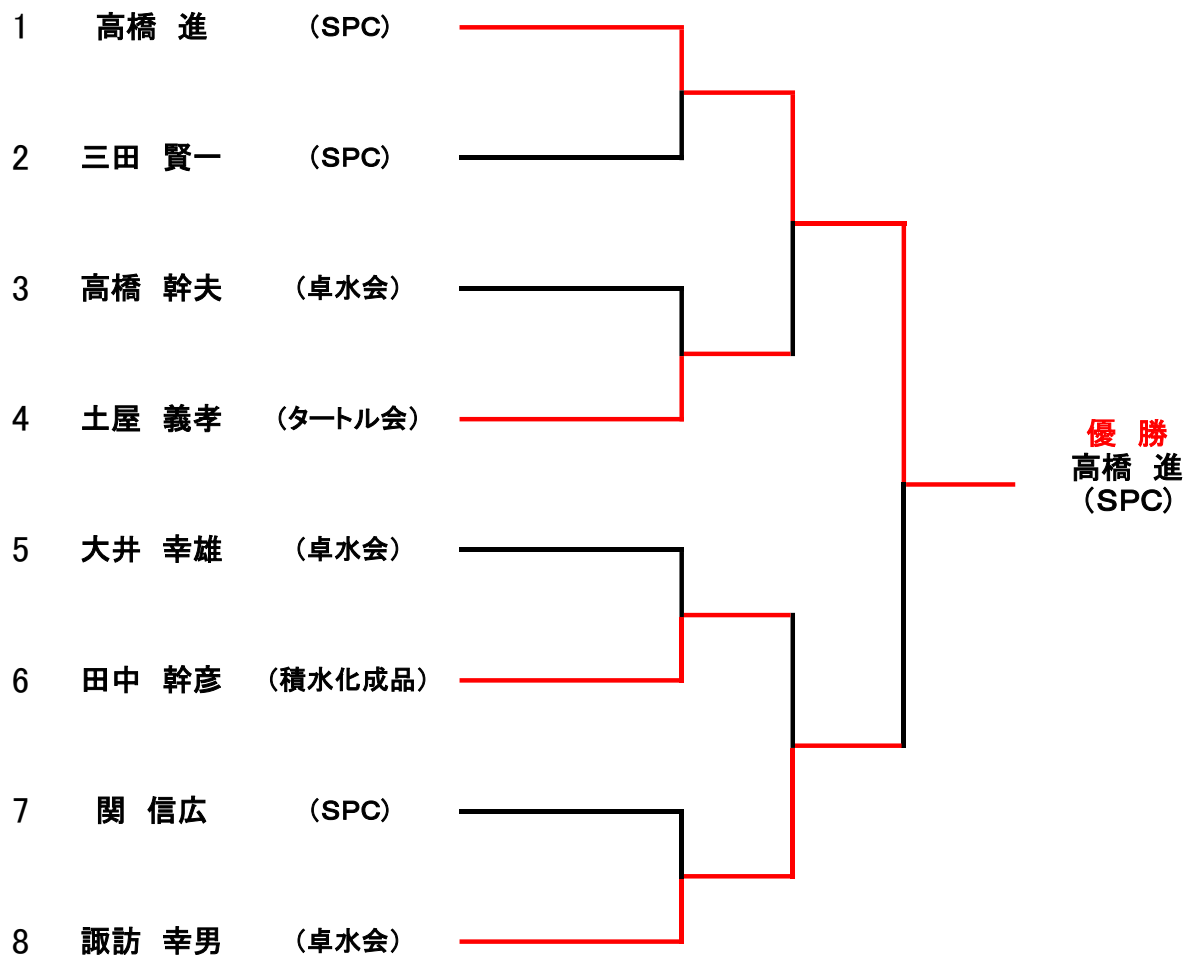 1 高橋 進 (SPC)
2 三田 賢一 (SPC)
3 高橋 幹夫 (卓水会)
4 土屋 義孝 (タートル会)
優 勝
高橋 進
(SPC)
5 大井 幸雄 (卓水会)
6 田中 幹彦 (積水化成品)
7 関 信広 (SPC)
8 諏訪 幸男 (卓水会)